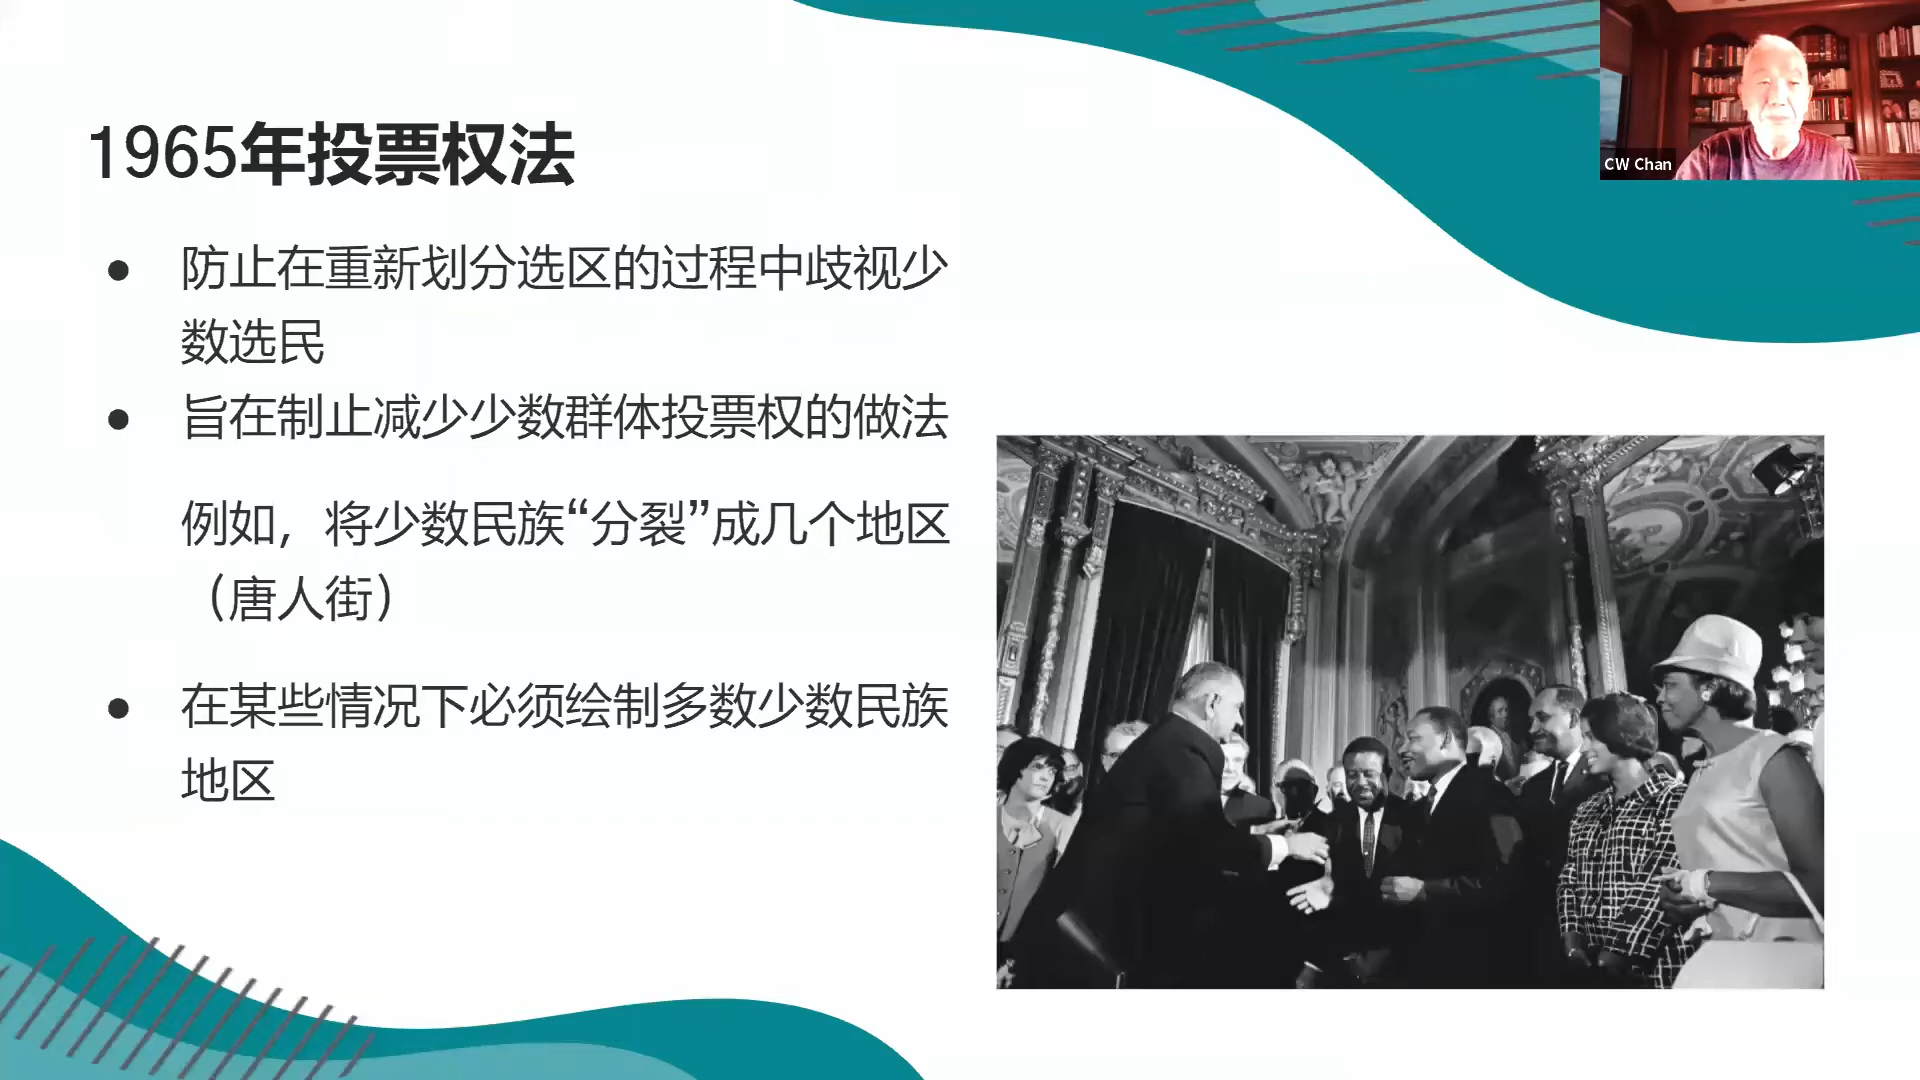 1965年投票权法
防止在重新划分选区的过程中歧视少
数选民
旨在制止减少少数群体投票权的做法
例如，将少数民族“分裂”成几个地区
（唐人街）
在某些情况下必须绘制多数少数民族
地区
CW Chan